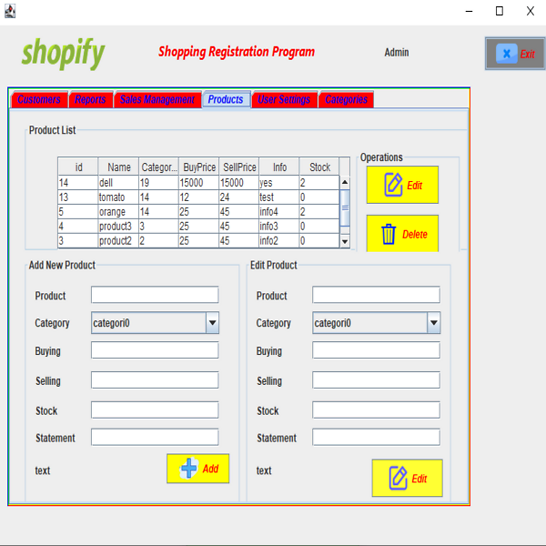 shopify Shopping Registration Program Admin x Exit
Customers Reports Sales Management Products User Settings Categories
Product List
Operations
id Name Categor... BuyPrice SellPrice Info Stock
14 dell 19 15000 15000 yes 2
13 tomato 14 12 24 test 0
5 orange 14 25 45 info4 2
4 product3 3 25 45 info3 0
3 product2 2 25 45 info2 0
Edit
Delete
Add New Product
Product
Category categori0
Buying
Selling
Stock
Statement
text Add
Edit Product
Product
Category categori0
Buying
Selling
Stock
Statement
text Edit